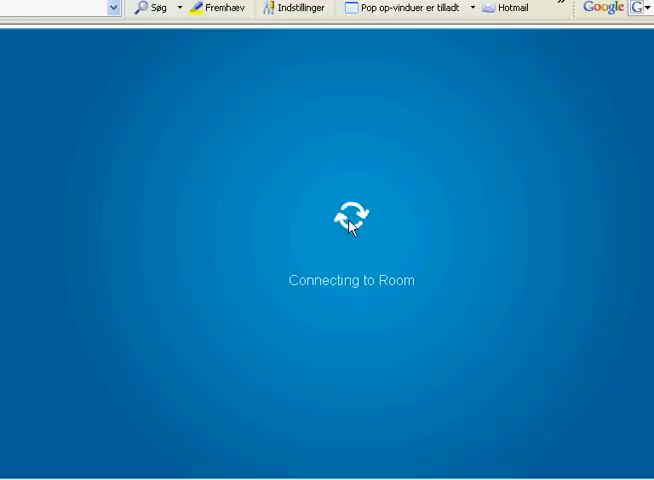 Søg Fremhæv Indstillinger Pop op-vinduer er tilladt Hotmail » Google G
Connecting to Room